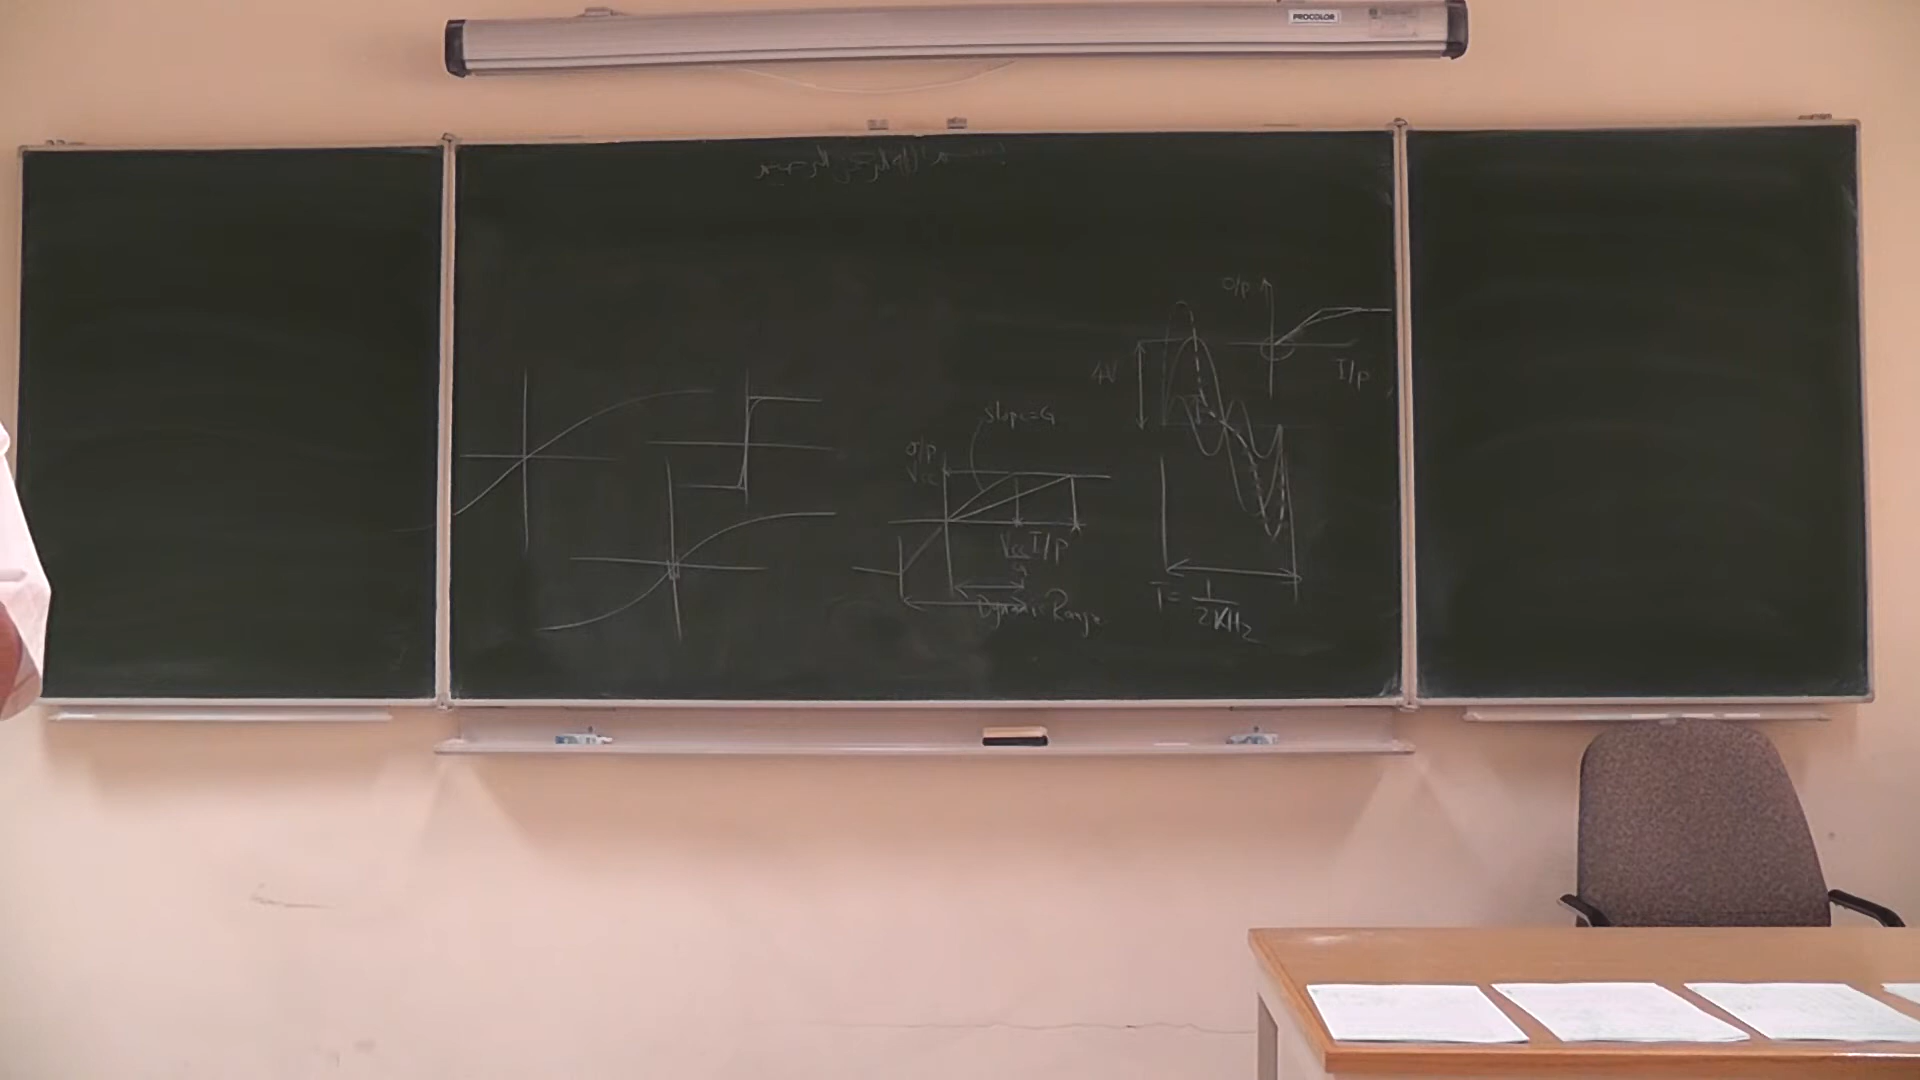 PROCOLOR
O/p
I/p
4V
slope=G
O/p
Vcc
Vcc/G
I/p
Dynamic Range
T = 1/2KHz